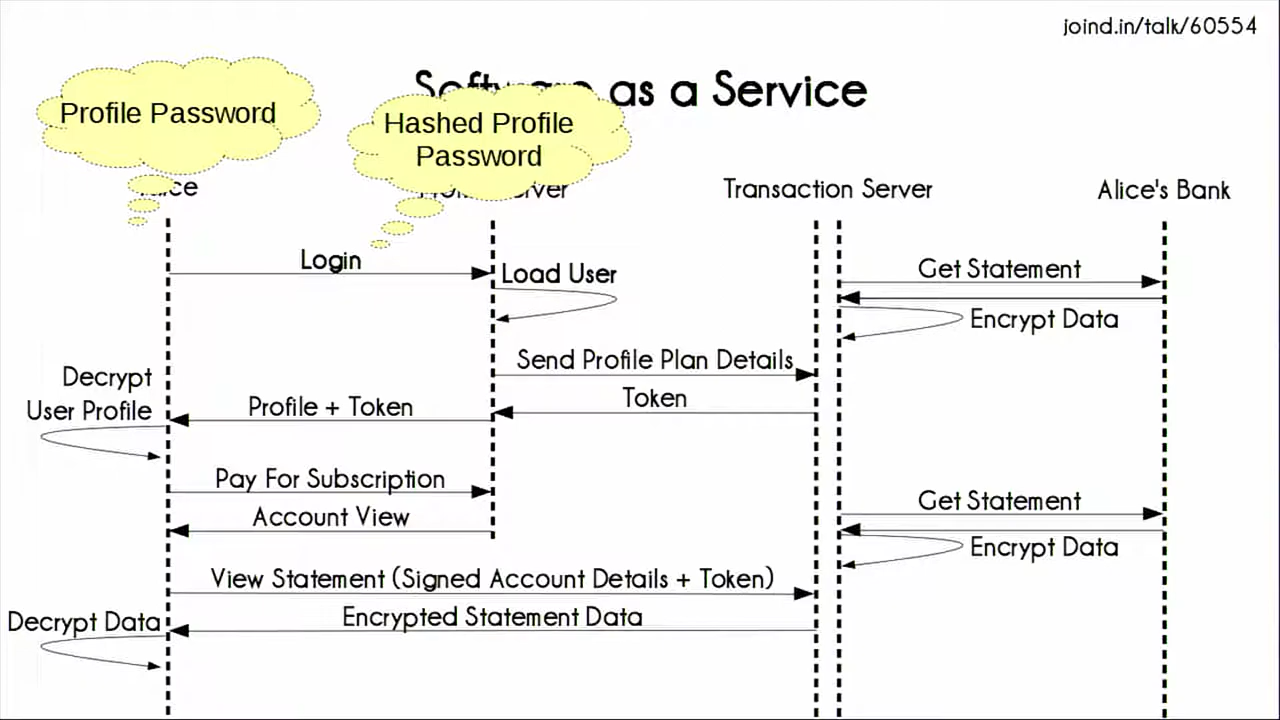 joind.in/talk/60554
as a Service
Profile Password
Hashed Profile
Password
Transaction Server
Alice's Bank
Login
Load User
Get Statement
Encrypt Data
Send Profile Plan Details
Token
Decrypt
User Profile
Profile + Token
Pay For Subscription
Account View
Get Statement
Encrypt Data
View Statement (Signed Account Details + Token)
Encrypted Statement Data
Decrypt Data